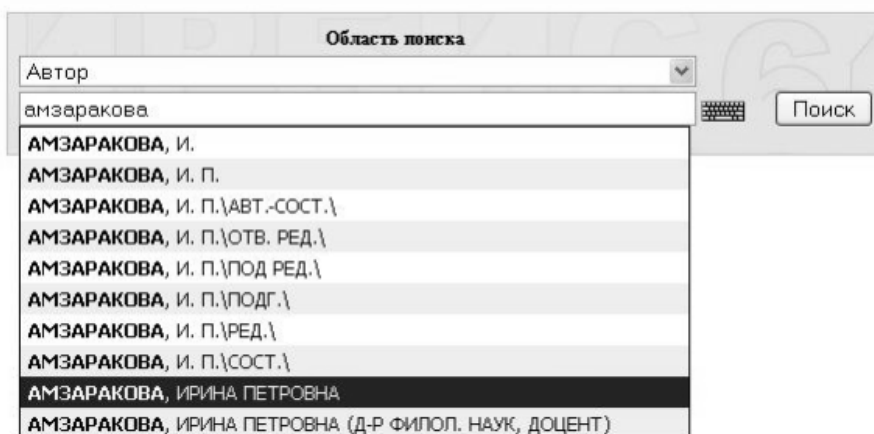 Область поиска
Автор
амзаракова
Поиск
АМЗАРАКОВА, И.
АМЗАРАКОВА, И. П.
АМЗАРАКОВА, И. П.\АВТ.-СОСТ.\
АМЗАРАКОВА, И. П.\ОТВ. РЕД.\
АМЗАРАКОВА, И. П.\ПОД РЕД.\
АМЗАРАКОВА, И. П.\ПОДГ.\
АМЗАРАКОВА, И. П.\РЕД.\
АМЗАРАКОВА, И. П.\СОСТ.\
АМЗАРАКОВА, ИРИНА ПЕТРОВНА
АМЗАРАКОВА, ИРИНА ПЕТРОВНА (Д-Р ФИЛОЛ. НАУК, ДОЦЕНТ)